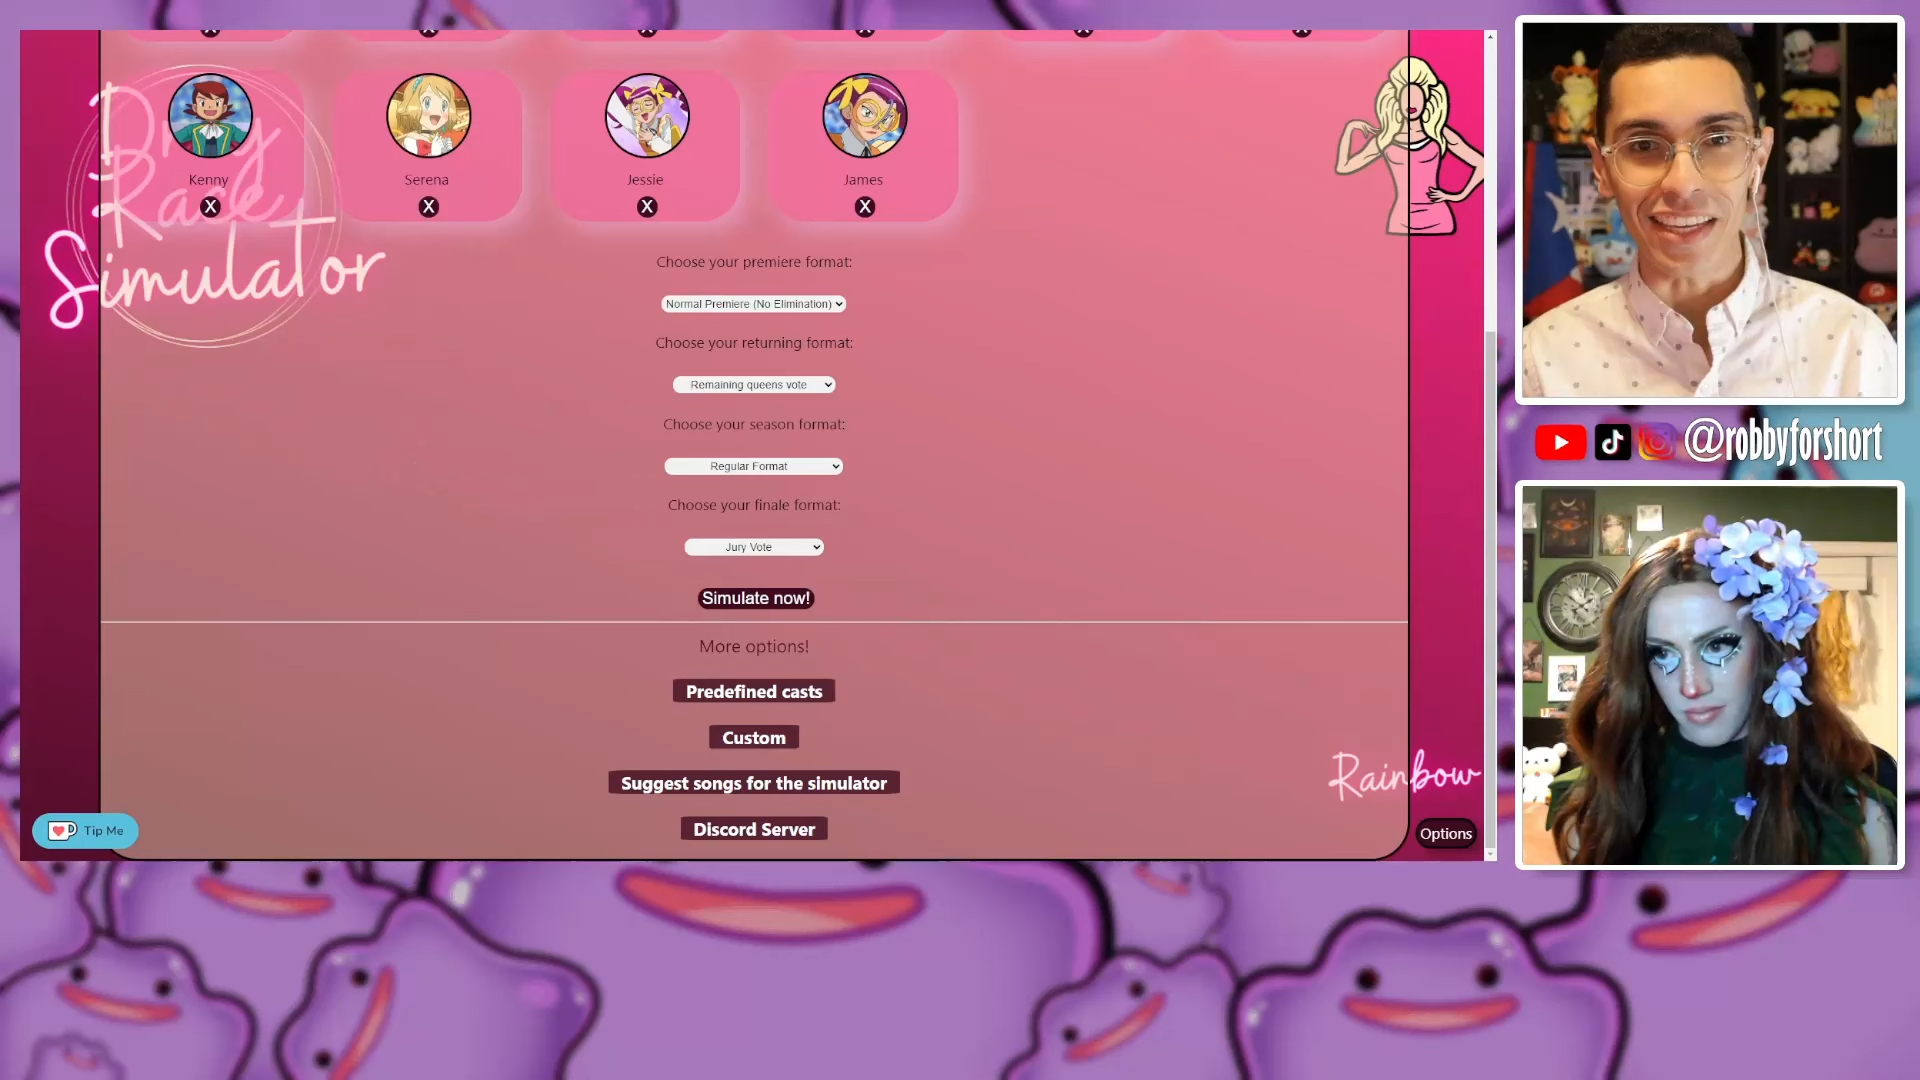 X X X X X X
Drag
Race
Simulator
Kenny
Serena
Jessie
James
X
X
X
X
Choose your premiere format:
Normal Premiere (No Elimination)
Choose your returning format:
Remaining queens vote
Choose your season format:
Regular Format
Choose your finale format:
Jury Vote
Simulate now!
More options!
Predefined casts
Custom
Suggest songs for the simulator
Discord Server
Tip Me
Rainbow
Options
@robbyforshort